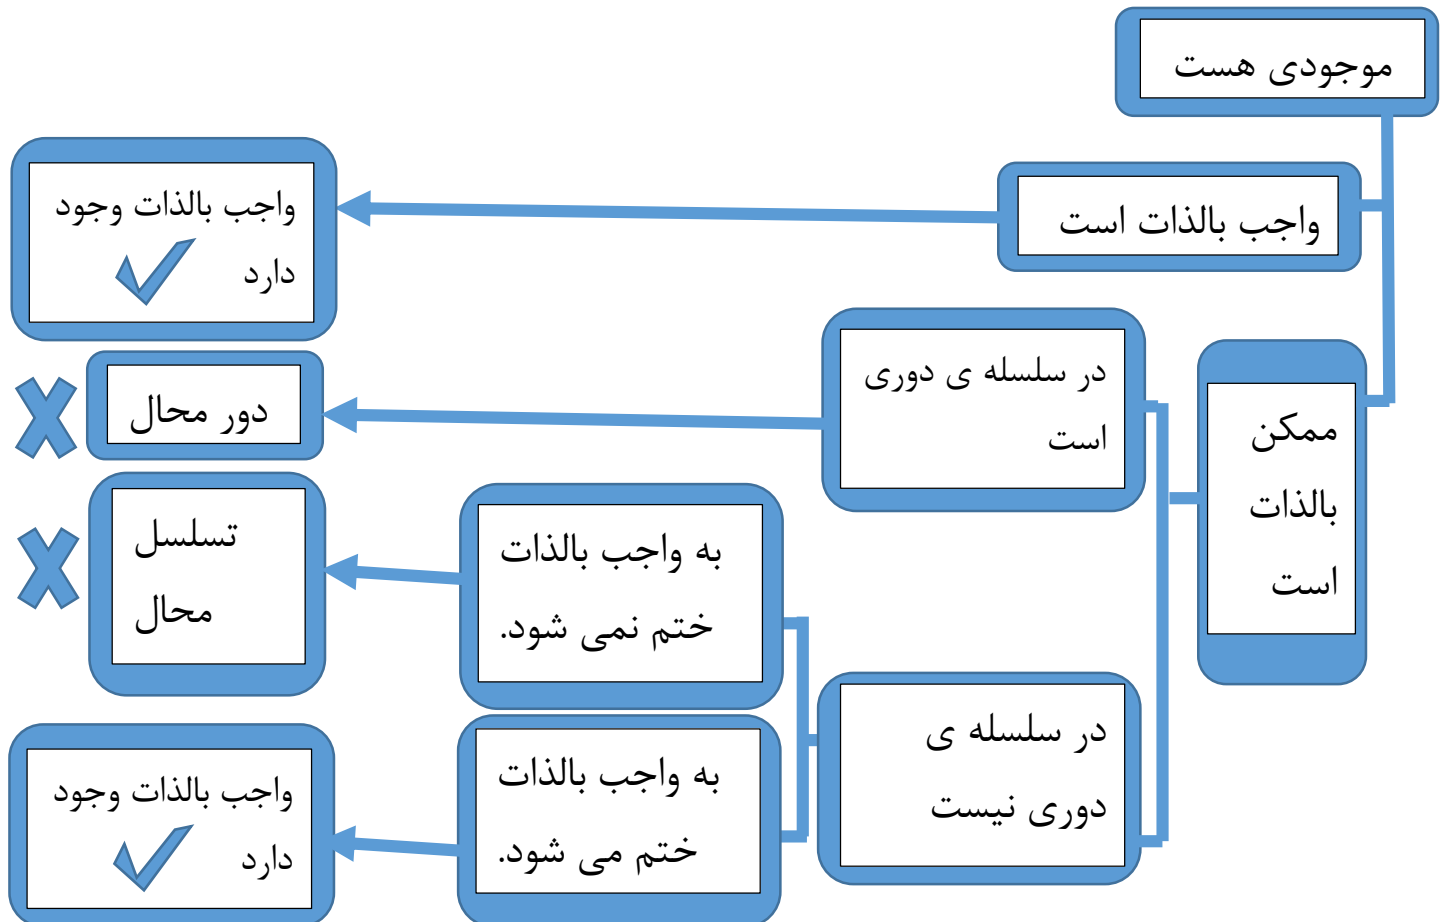 موجودی هست
واجب بالذات است
واجب بالذات وجود
دارد
ممکن
بالذات
است
در سلسله ی دوری
است
دور محال
در سلسله ی
دوری نیست
به واجب بالذات
ختم نمی شود.
تسلسل
محال
به واجب بالذات
ختم می شود.
واجب بالذات وجود
دارد